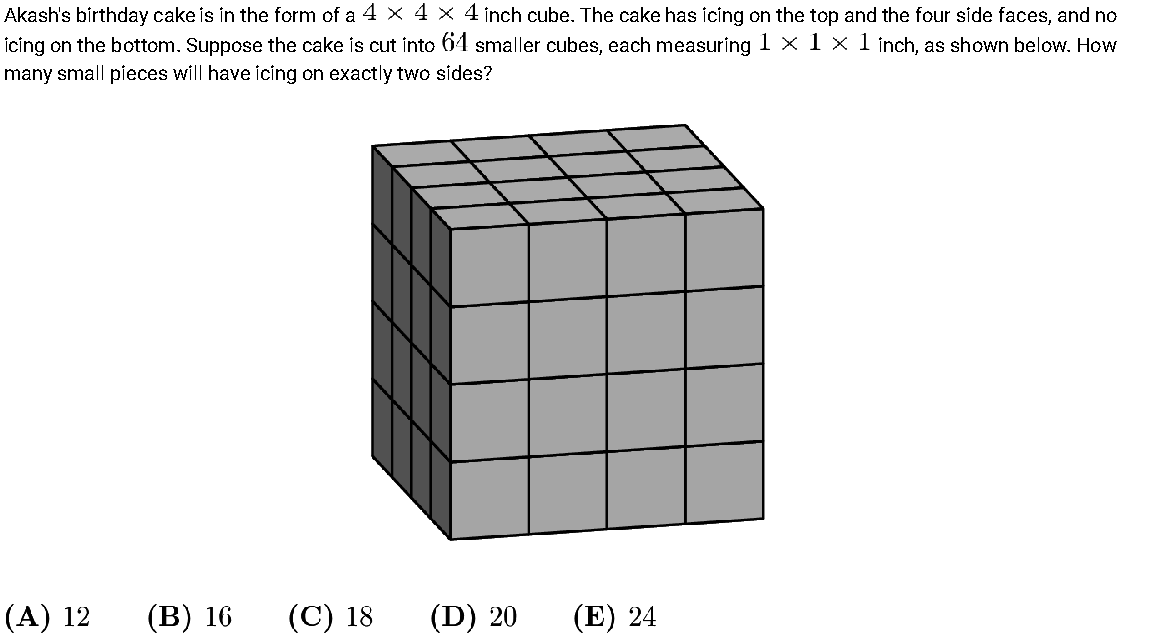 Akash's birthday cake is in the form of a 4 × 4 × 4 inch cube. The cake has icing on the top and the four side faces, and no
icing on the bottom. Suppose the cake is cut into 64 smaller cubes, each measuring 1 × 1 × 1 inch, as shown below. How
many small pieces will have icing on exactly two sides?
(A) 12 (B) 16 (C) 18 (D) 20 (E) 24